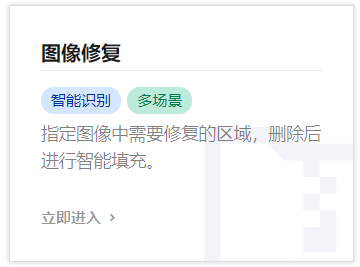 图像修复
智能识别 多场景
指定图像中需要修复的区域，删除后
进行智能填充。
立即进入 ›